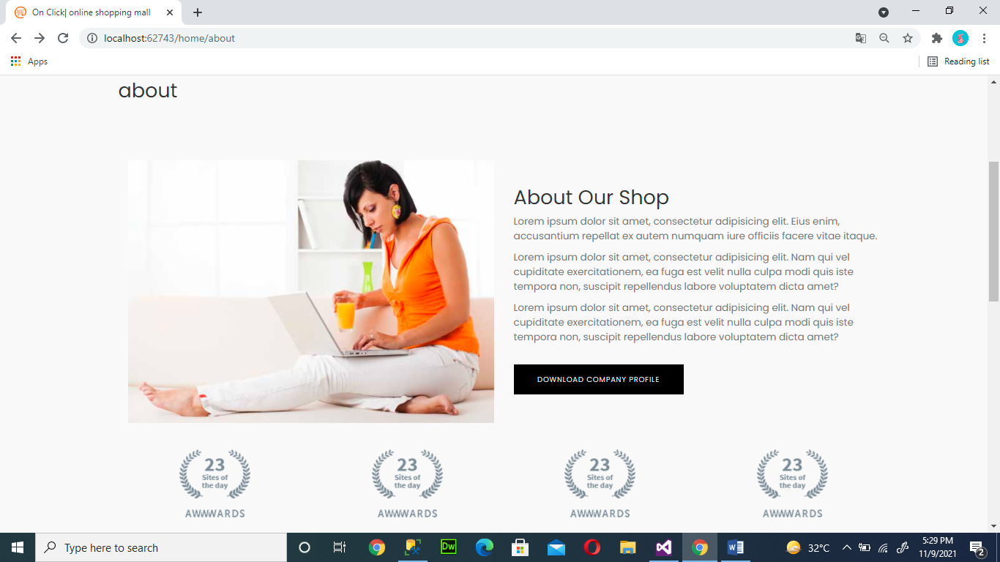 On Click| online shopping mall
localhost:62743/home/about
Apps
Reading list
about
About Our Shop
Lorem ipsum dolor sit amet, consectetur adipisicing elit. Eius enim,
accusantium repellat ex autem numquam iure officiis facere vitae itaque.
Lorem ipsum dolor sit amet, consectetur adipisicing elit. Nam qui vel
cupiditate exercitationem, ea fuga est velit nulla culpa modi quis iste
tempora non, suscipit repellendus labore voluptatem dicta amet?
Lorem ipsum dolor sit amet, consectetur adipisicing elit. Nam qui vel
cupiditate exercitationem, ea fuga est velit nulla culpa modi quis iste
tempora non, suscipit repellendus labore voluptatem dicta amet?
DOWNLOAD COMPANY PROFILE
23
Sites of
the day
AWWWARDS
23
Sites of
the day
AWWWARDS
23
Sites of
the day
AWWWARDS
23
Sites of
the day
AWWWARDS
Type here to search
Dw
32°C
5:29 PM
11/9/2021
2